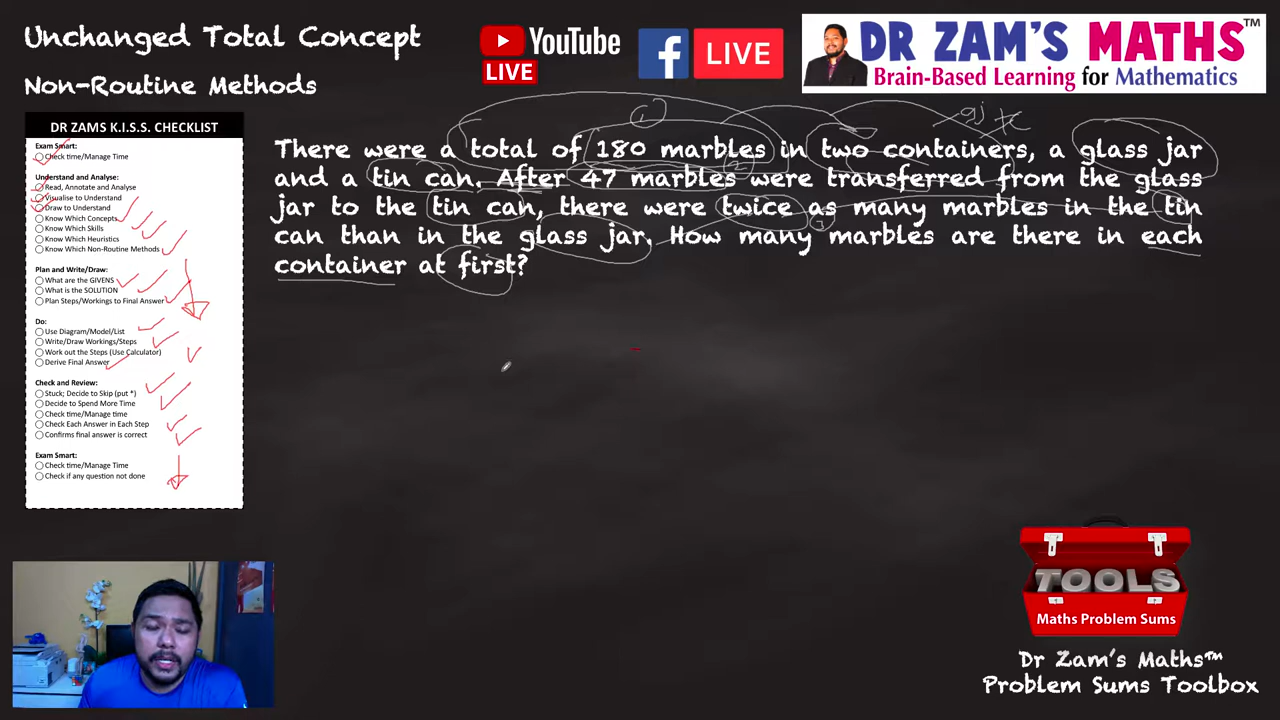 Unchanged Total Concept
Non-Routine Methods
YouTube
LIVE
f LIVE
DR ZAM'S MATHS™
Brain-Based Learning for Mathematics
DR ZAMS K.I.S.S. CHECKLIST
Exam Smart:
Check time/Manage Time
Understand and Analyse:
Read, Annotate and Analyse
Visualise to Understand
Draw to Understand
Know Which Concepts
Know Which Skills
Know Which Heuristics
Know Which Non-Routine Methods
Plan and Write/Draw:
What are the GIVENS
What is the SOLUTION
Plan Steps/Workings to Final Answer
Do:
Use Diagram/Model/List
Write/Draw Workings/Steps
Work out the Steps (Use Calculator)
Derive Final Answer
Check and Review:
Stuck; Decide to Skip (put *)
Decide to Spend More Time
Check time/Manage time
Check Each Answer in Each Step
Confirms final answer is correct
Exam Smart:
Check time/Manage Time
Check if any question not done
gj tc
There were a total of 180 marbles in two containers, a glass jar
and a tin can. After 47 marbles were transferred from the glass
jar to the tin can, there were twice as many marbles in the tin
can than in the glass jar. How many marbles are there in each
container at first?
TOOLS
Maths Problem Sums
Dr Zam's Maths™
Problem Sums Toolbox